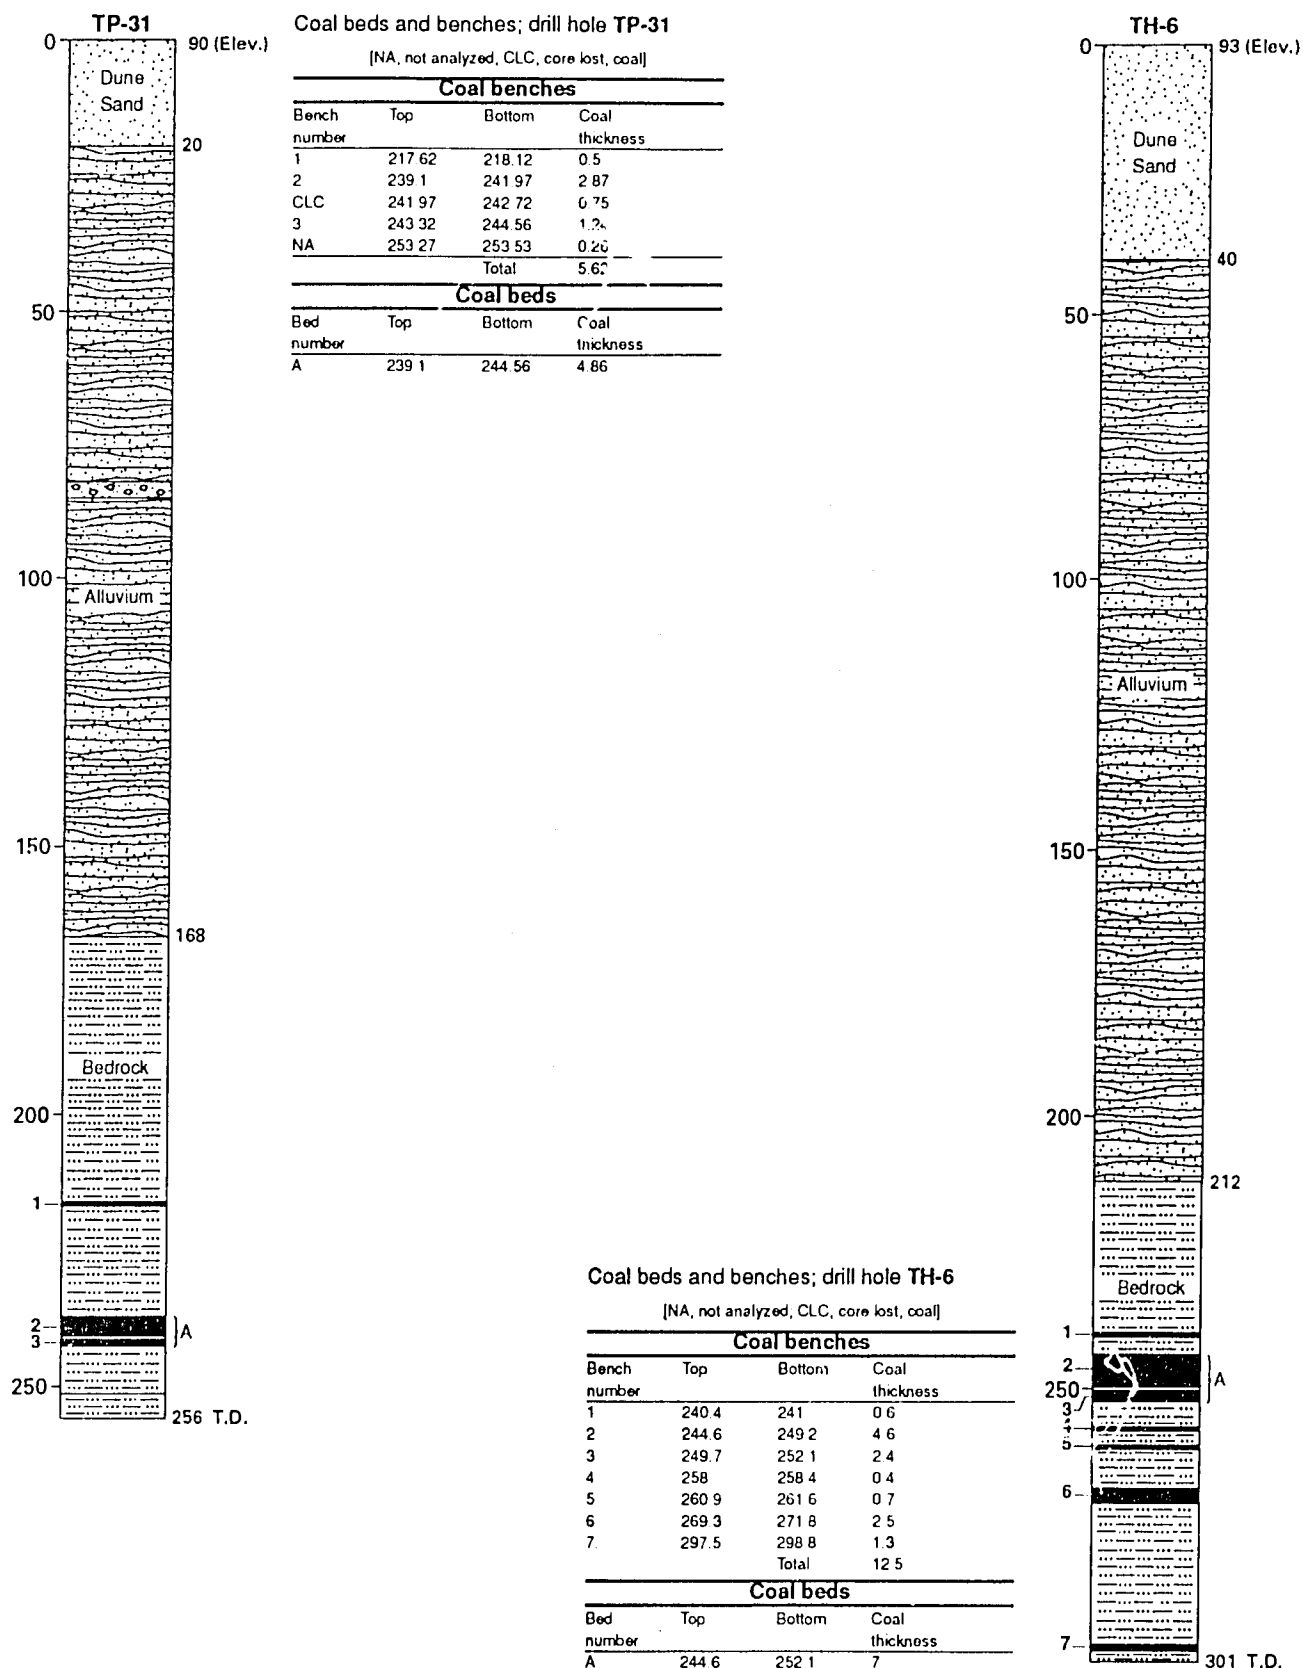 TP-31
0
90 (Elev.)
Dune
Sand
20
50
100
Alluvium
150
168
Bedrock
200
1
2
3
A
250
256 T.D.
Coal beds and benches; drill hole TP-31
[NA, not analyzed, CLC, core lost, coal]
Coal benches
Bench Top Bottom Coal
number thickness
1 217 62 218.12 0 5
2 239.1 241.97 2 87
CLC 241 97 242 72 0.75
3 243 32 244.56
NA 253 27 253 53
Total
Coal beds
Bed Top Bottom Coal
number thickness
A 239 1 244.56 4.86
Coal beds and benches; drill hole TH-6
[NA, not analyzed, CLC, core lost, coal]
Coal benches
Bench Top Bottom Coal
number thickness
1 240.4 241 0 6
2 244.6 249 2 4 6
3 249.7 252 1 2 4
4 258 258 4 0 4
5 260 9 261 6 0 7
6 269.3 271 8 2 5
7. 297.5 298 8 1 3
Total 12 5
Coal beds
Bed Top Bottom Coal
number thickness
A 244.6 252 1 7
TH-6
0
93 (Elev.)
Dune
Sand
40
50
100
Alluvium
150
200
212
Bedrock
1
2
A
250
3
4
5
6
7
301 T.D.